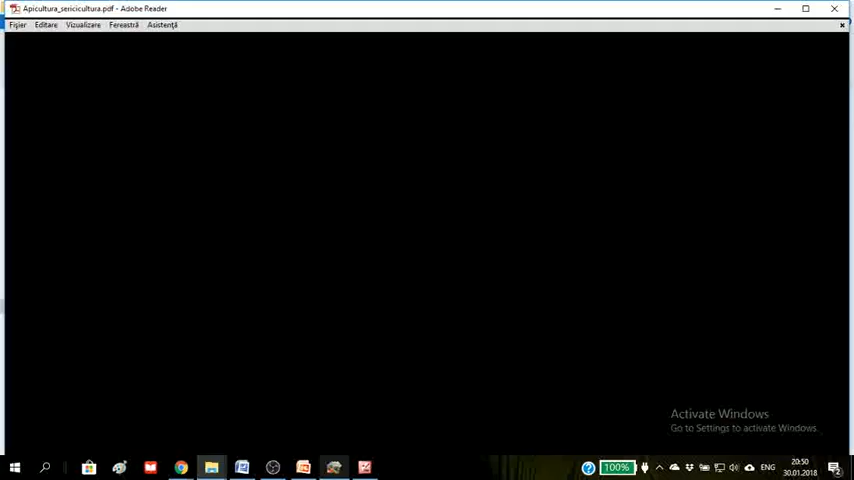 Apicultura_sericicultura.pdf - Adobe Reader
Fișier Editare Vizualizare Fereastră Asistență
Activate Windows
Go to Settings to activate Windows.
100% ENG 20:50
30.01.2018
2